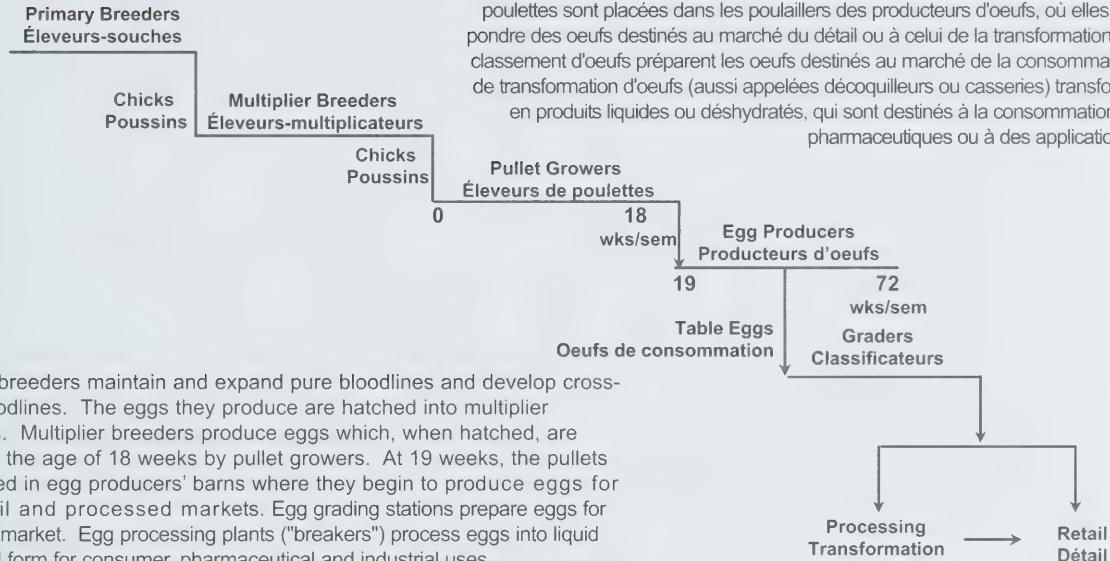 Primary Breeders
Éleveurs-souches
poulettes sont placées dans les poulaillers des producteurs d'oeufs, où elles
pondre des oeufs destinés au marché du détail ou à celui de la transformation
classement d'oeufs préparent les oeufs destinés au marché de la
de transformation d'oeufs (aussi appelées décoquilleurs ou casseries)
en produits liquides ou déshydratés, qui sont destinés à la consommation
pharmaceutiques ou à des
Chicks
Poussins
Multiplier Breeders
Éleveurs-multiplicateurs
Chicks
Poussins
Pullet Growers
Éleveurs de poulettes
0 18
wks/sem
Egg Producers
Producteurs d'oeufs
19 72
wks/sem
Table Eggs
Oeufs de consommation
Graders
Classificateurs
breeders maintain and expand pure bloodlines and develop cross-
The eggs they produce are hatched into multiplier
Multiplier breeders produce eggs which, when hatched, are
the age of 18 weeks by pullet growers. At 19 weeks, the pullets
in egg producers' barns where they begin to produce eggs for
and processed markets. Egg grading stations prepare eggs for
market. Egg processing plants ("breakers") process eggs into liquid
form for consumer, pharmaceutical and industrial uses
Processing
Transformation
Retail
Détail